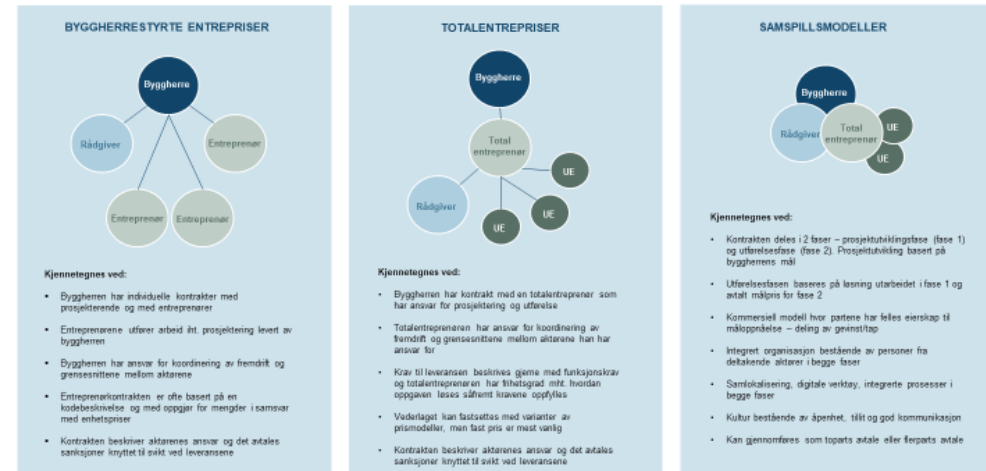 BYGGHERRESTYRTE ENTREPRISER
Byggherre
Rådgiver
Entreprenør
Entreprenør
Entreprenør
Kjennetegnes ved:
▪ Byggherren har individuelle kontrakter med
prosjekterende og med entreprenører
▪ Entreprenørene utfører arbeid iht. prosjektering levert av
byggherren
▪ Byggherren har ansvar for koordinering av fremdrift og
grensesnittene mellom aktørene
▪ Entreprenørkontrakten er ofte basert på en
kodebeskrivelse og med oppgjør for mengder i samsvar
med enhetspriser
▪ Kontrakten beskriver aktørenes ansvar og det avtales
sanksjoner knyttet til svikt ved leveransene
TOTALENTREPRISER
Byggherre
Total
entreprenør
UE
Rådgiver
UE
UE
Kjennetegnes ved:
• Byggherren har kontrakt med en totalentreprenør som
har ansvar for prosjektering og utførelse
• Totalentreprenøren har ansvar for koordinering av
fremdrift og grensesnittene mellom aktørene han har
ansvar for
• Krav til leveransen beskrives gjerne med funksjonskrav
og totalentreprenøren har frihetsgrad mht. hvordan
oppgaven løses såfremt kravene oppfylles
• Vederlaget kan fastsettes med varianter av
prismodeller, men fast pris er mest vanlig
• Kontrakten beskriver aktørenes ansvar og det avtales
sanksjoner knyttet til svikt ved leveransene
SAMSPILLSMODELLER
Byggherre
Rådgiver
Total
entreprenør
UE
UE
Kjennetegnes ved:
• Kontrakten deles i 2 faser – prosjektutviklingsfase (fase 1)
og utførelsesfase (fase 2). Prosjektutvikling basert på
byggherrens mål
• Utførelsesfasen baseres på løsning utarbeidet i fase 1 og
avtalt målpris for fase 2
• Kommersiell modell hvor partene har felles eierskap til
måloppnåelse – deling av gevinst/tap
• Integrert organisasjon bestående av personer fra
deltakende aktører i begge faser
• Samlokalisering, digitale verktøy, integrerte prosesser i
begge faser
• Kultur bestående av åpenhet, tillit og god kommunikasjon
• Kan gjennomføres som toparts avtale eller flerparts avtale